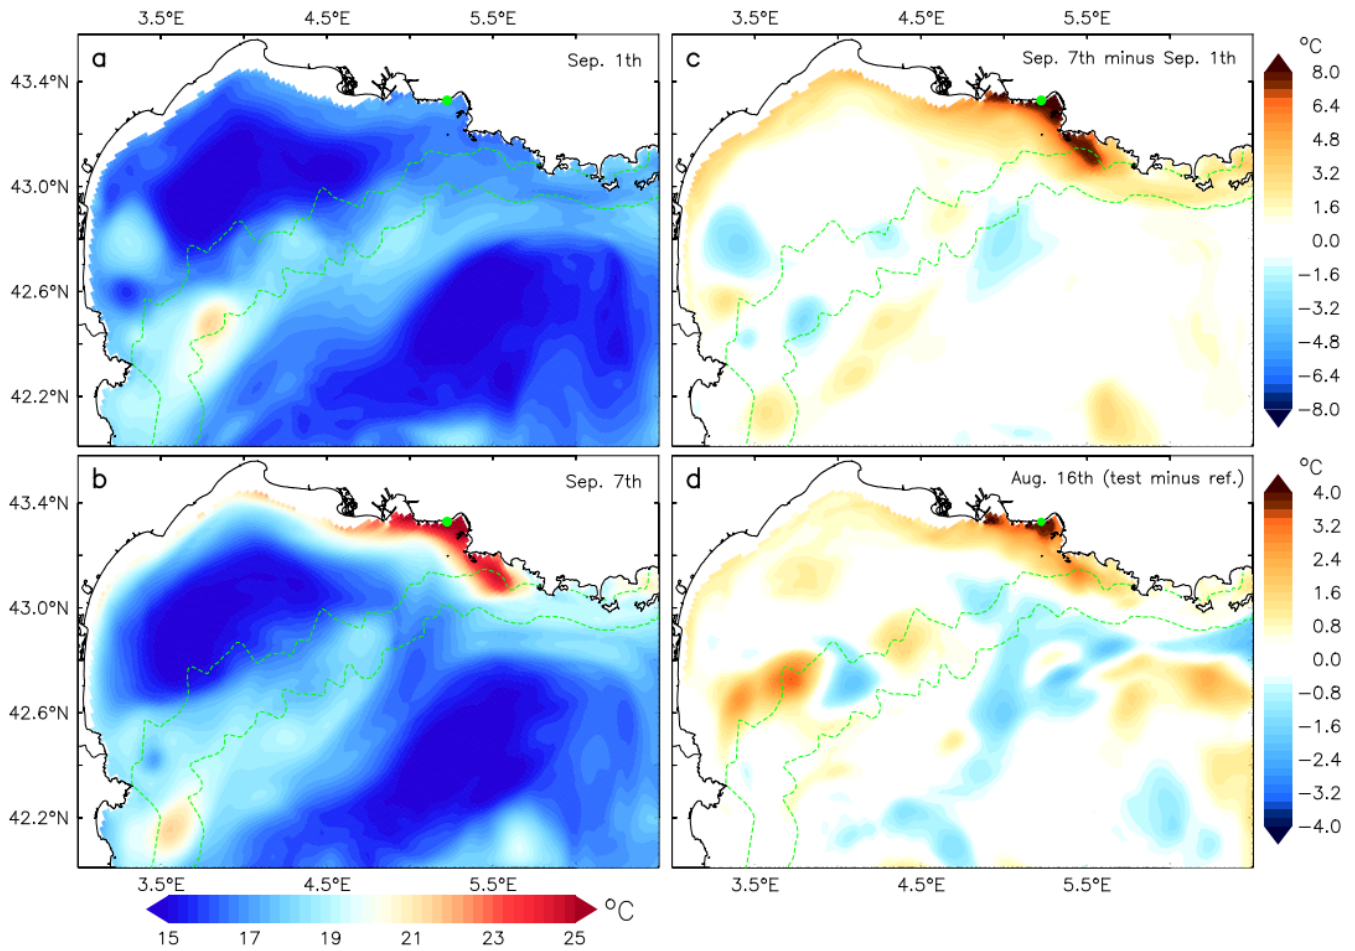 3.5°E 4.5°E 5.5°E 3.5°E 4.5°E 5.5°E
a Sep. 1th
c Sep. 7th minus Sep. 1th
°C
43.4°N
43.0°N
42.6°N
42.2°N
8.0
6.4
4.8
3.2
1.6
0.0
−1.6
−3.2
−4.8
−6.4
−8.0
b Sep. 7th
d Aug. 16th (test minus ref.)
°C
43.4°N
43.0°N
42.6°N
42.2°N
4.0
3.2
2.4
1.6
0.8
0.0
−0.8
−1.6
−2.4
−3.2
−4.0
3.5°E 4.5°E 5.5°E 3.5°E 4.5°E 5.5°E
°C
15 17 19 21 23 25